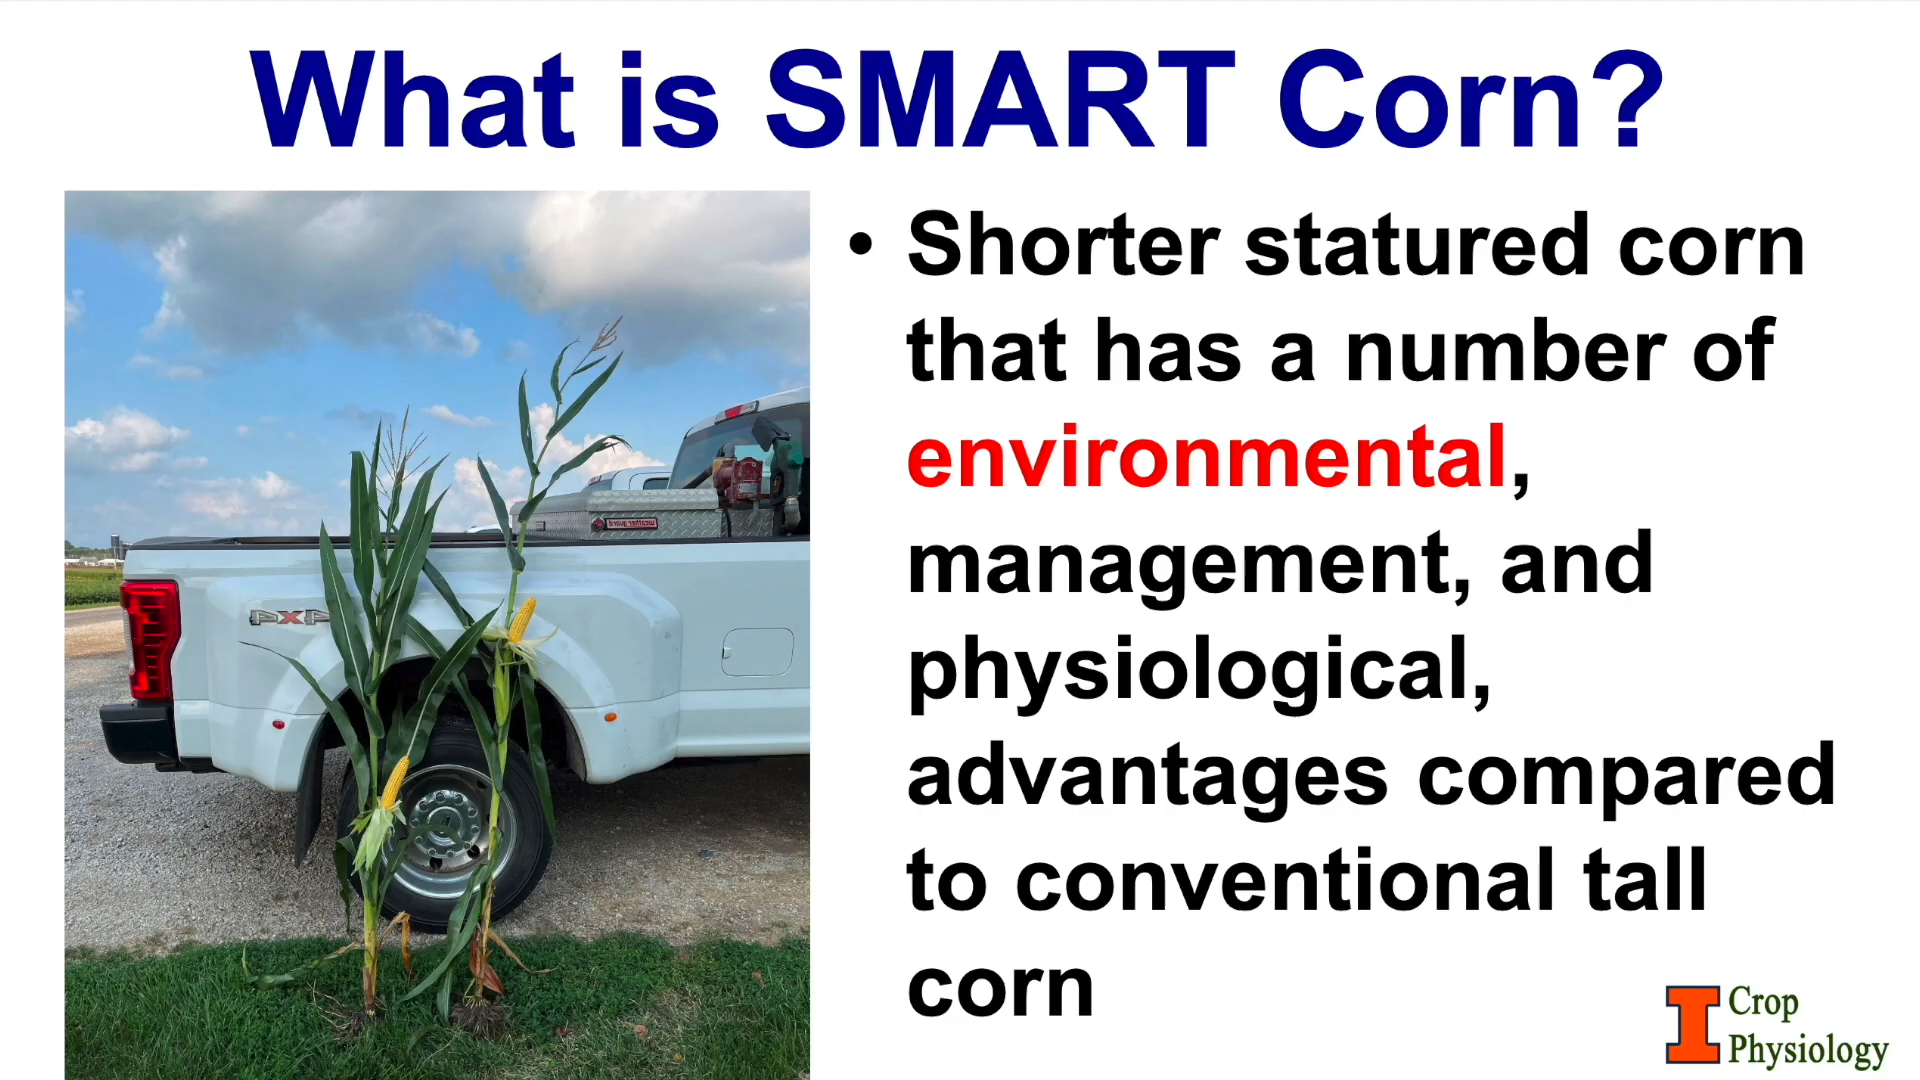 What is SMART Corn?
• Shorter statured corn
that has a number of
environmental,
management, and
physiological,
advantages compared
to conventional tall
corn
4X4
I Crop
Physiology